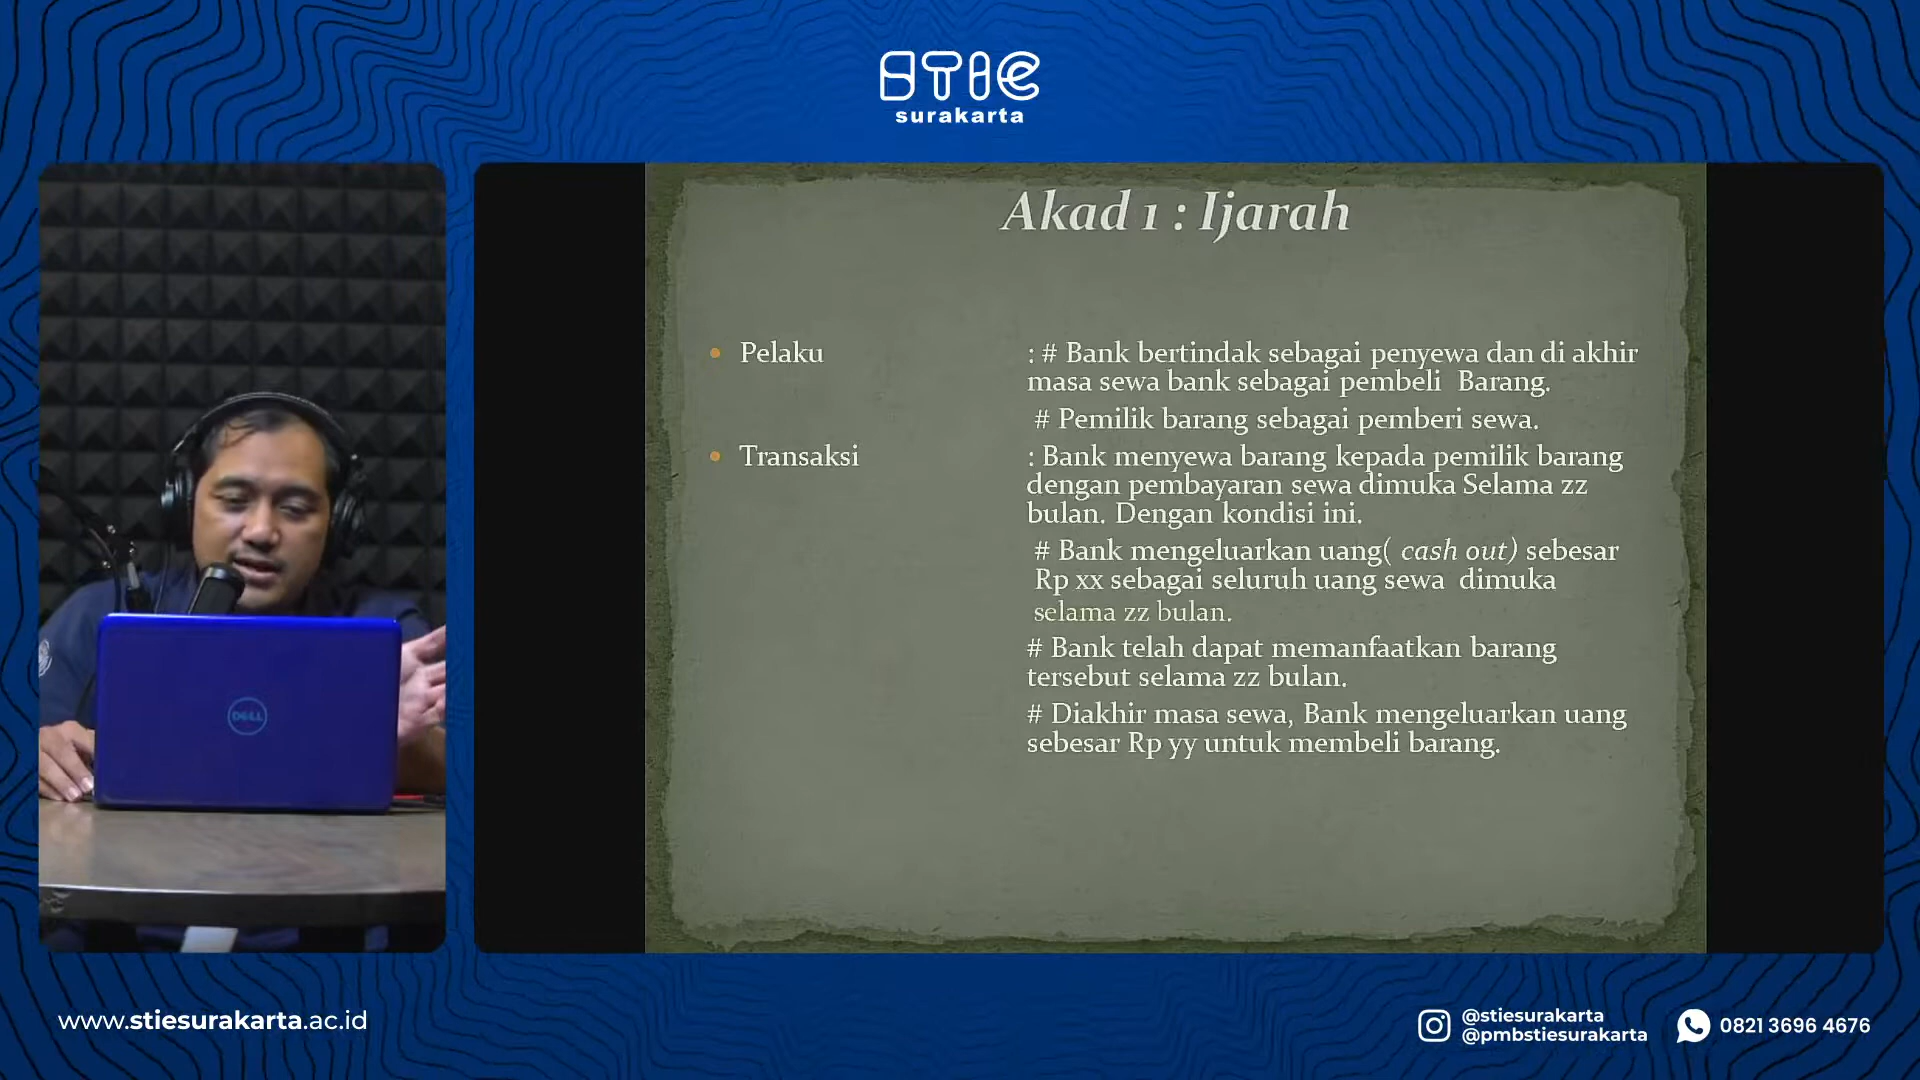 STIE
surakarta
Akad 1 : Ijarah
• Pelaku : # Bank bertindak sebagai penyewa dan di akhir
masa sewa bank sebagai pembeli Barang.
# Pemilik barang sebagai pemberi sewa.
• Transaksi : Bank menyewa barang kepada pemilik barang
dengan pembayaran sewa dimuka Selama zz
bulan. Dengan kondisi ini.
# Bank mengeluarkan uang( cash out) sebesar
Rp xx sebagai seluruh uang sewa dimuka
selama zz bulan.
# Bank telah dapat memanfaatkan barang
tersebut selama zz bulan.
# Diakhir masa sewa, Bank mengeluarkan uang
sebesar Rp yy untuk membeli barang.
DELL
www.stiesurakarta.ac.id
@stiesurakarta
@pmbstiesurakarta
0821 3696 4676